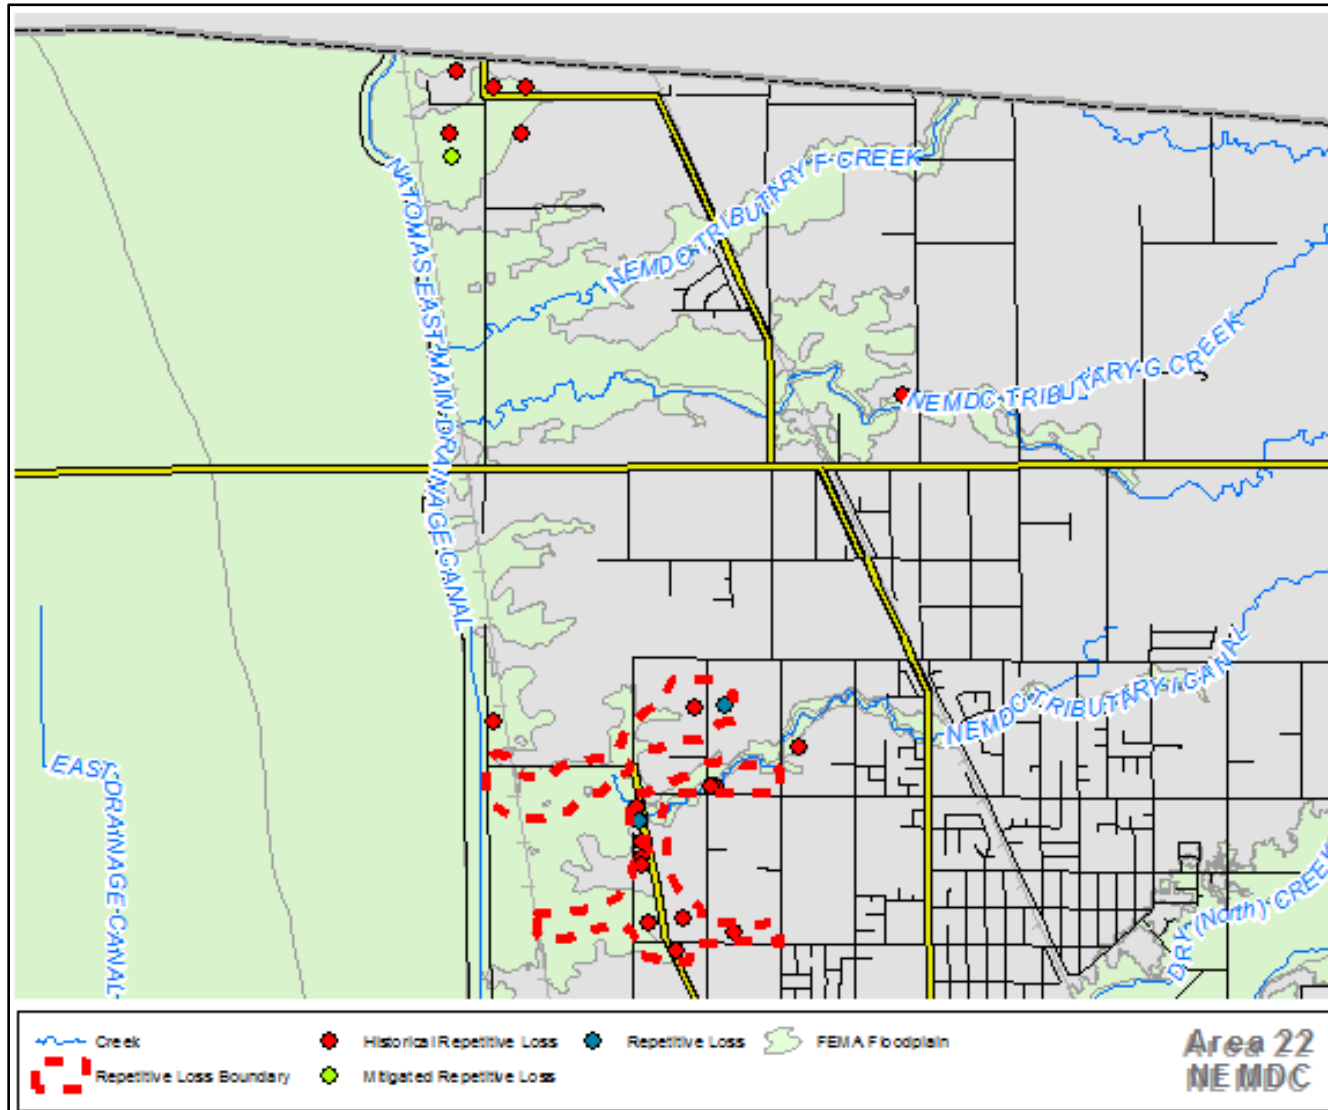 NEMDC TRIBUTARY F CREEK
NATOMAS EAST MAIN DRAINAGE CANAL
NEMDC TRIBUTARY G CREEK
NEMDC TRIBUTARY I CANAL
EAST DRAINAGE CANAL
DRY (North) CREEK
Creek
Historical Repetitive Loss
Repetitive Loss
FEMA Floodplain
Repetitive Loss Boundary
Mitigated Repetitive Loss
Area 22
NEMDC